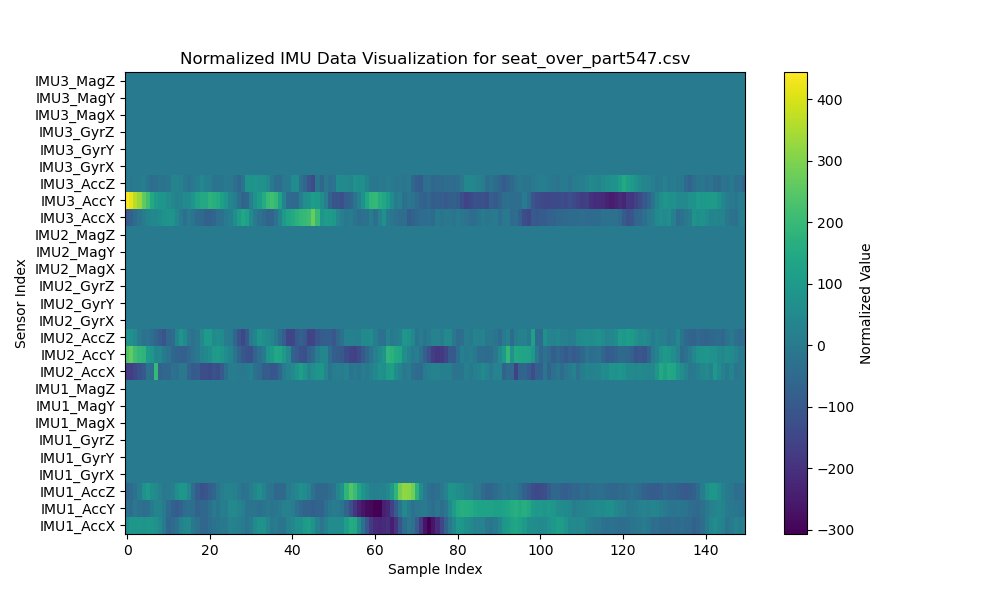 Normalized IMU Data Visualization for seat_over_part547.csv
Sensor Index
IMU3_MagZ
IMU3_MagY
IMU3_MagX
IMU3_GyrZ
IMU3_GyrY
IMU3_GyrX
IMU3_AccZ
IMU3_AccY
IMU3_AccX
IMU2_MagZ
IMU2_MagY
IMU2_MagX
IMU2_GyrZ
IMU2_GyrY
IMU2_GyrX
IMU2_AccZ
IMU2_AccY
IMU2_AccX
IMU1_MagZ
IMU1_MagY
IMU1_MagX
IMU1_GyrZ
IMU1_GyrY
IMU1_GyrX
IMU1_AccZ
IMU1_AccY
IMU1_AccX
0 20 40 60 80 100 120 140
Sample Index
400
300
200
100
0
−100
−200
−300
Normalized Value